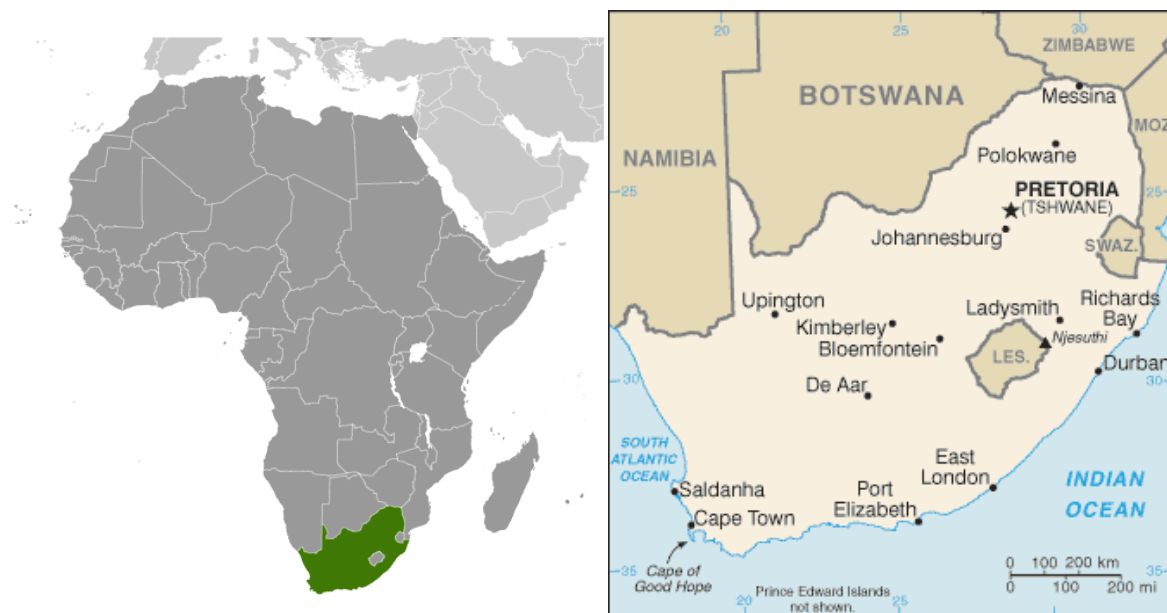 20
25
30
ZIMBABWE
BOTSWANA
Messina
MOZ
NAMIBIA
Polokwane
25
PRETORIA
25
(TSHWANE)
Johannesburg
SWAZ.
Upington
Ladysmith
Richards
Bay
Kimberley
Njesuthi
Bloemfontein
LES.
Durban
De Aar
30
30
SOUTH
ATLANTIC
OCEAN
East
London
INDIAN
OCEAN
Saldanha
Port
Elizabeth
Cape Town
Cape of
Good Hope
0 100 200 km
0 100 200 mi
35
35
Prince Edward Islands
not shown.
20
25
30